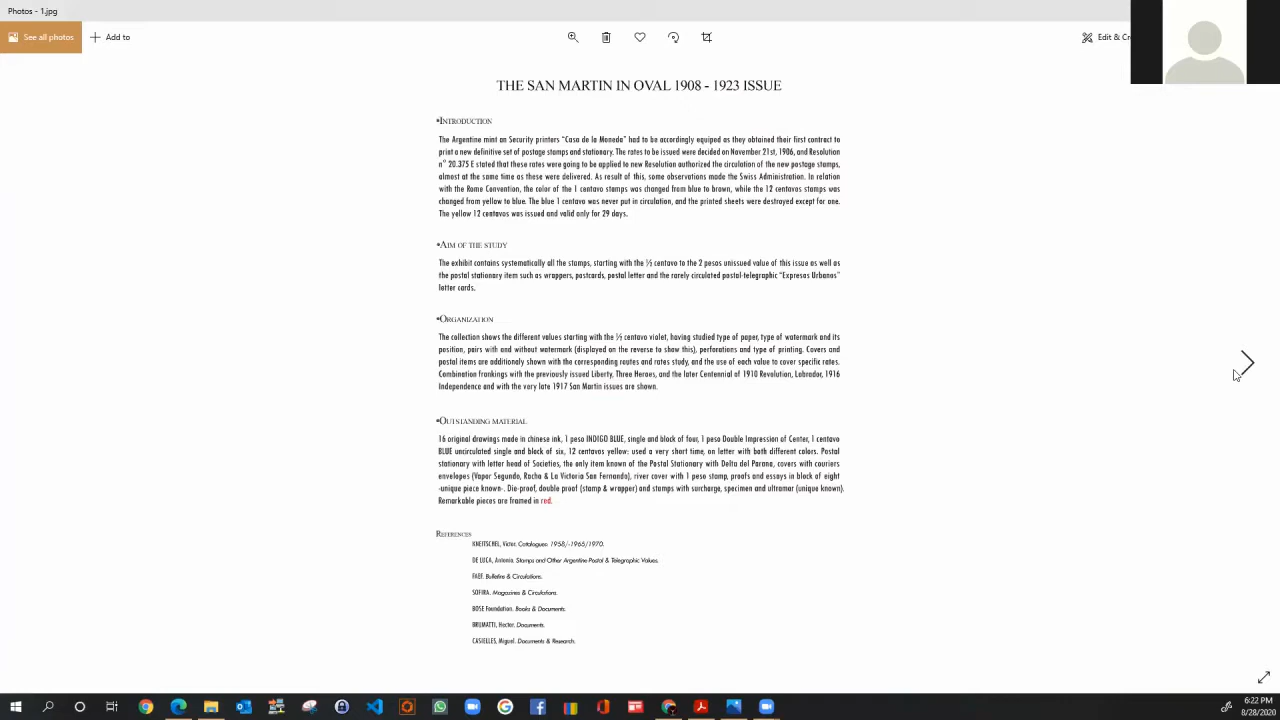 Photos - 1.jpg
See all photos
Add to
Edit & Cr
THE SAN MARTIN IN OVAL 1908 - 1923 ISSUE
▪INTRODUCTION
The Argentine mint an Security printers "Casa de la Moneda" had to be accordingly equiped as they obtained their first contract to
print a new definitive set of postage stamps and stationary. The rates to be issued were decided on November 21st, 1906, and Resolution
n° 20.375 E stated that these rates were going to be applied to new Resolution authorized the circulation of the new postage stamps,
almost at the same time as these were delivered. As result of this, some observations made the Swiss Administration. In relation
with the Rome Convention, the color of the 1 centavo stamps was changed from blue to brown, while the 12 centavos stamps was
changed from yellow to blue. The blue 1 centavo was never put in circulation, and the printed sheets were destroyed except for one.
The yellow 12 centavos was issued and valid only for 29 days.
▪AIM OF THE STUDY
The exhibit contains systematically all the stamps, starting with the ½ centavo to the 2 pesos unissued value of this issue as well as
the postal stationary item such as wrappers, postcards, postal letter and the rarely circulated postal-telegraphic "Expresos Urbanos"
letter cards.
▪ORGANIZATION
The collection shows the different values starting with the ½ centavo violet, having studied type of paper, type of watermark and its
position, pairs with and without watermark (displayed on the reverse to show this), perforations and type of printing. Covers and
postal items are additionaly shown with the corresponding routes and rates study, and the use of each value to cover specific rates.
Combination frankings with the previously issued Liberty, Three Heroes, and the later Centennial of 1910 Revolution, Labrador, 1916
Independence and with the very late 1917 San Martin issues are shown.
▪OUTSTANDING MATERIAL
16 original drawings made in chinese ink, 1 peso INDIGO BLUE, single and block of four, 1 peso Double Impression of Center, 1 centavo
BLUE uncirculated single and block of six, 12 centavos yellow: used a very short time, on letter with both different colors. Postal
stationary with letter head of Societies, the only item known of the Postal Stationary with Delta del Parana, covers with couriers
envelopes (Vapor Segundo, Rocha & La Victoria San Fernando), river cover with 1 peso stamp, proofs and essays in block of eight
-unique piece known-. Die-proof, double proof (stamp & wrapper) and stamps with surcharge, specimen and ultramar (unique known).
Remarkable pieces are framed in red.
REFERENCES
KNEITSCHEL, Victor. Catalogues 1958/-1965/1970.
DE LUCA, Antonio. Stamps and Other Argentine Postal & Telegraphic Values.
FAEF. Bulletins & Circulations.
SOFIRA. Magazines & Circulations.
BOSE Foundation. Books & Documents.
BRUMATTI, Hector. Documents.
CASIELLES, Miguel. Documents & Research.
6:22 PM
8/28/2020